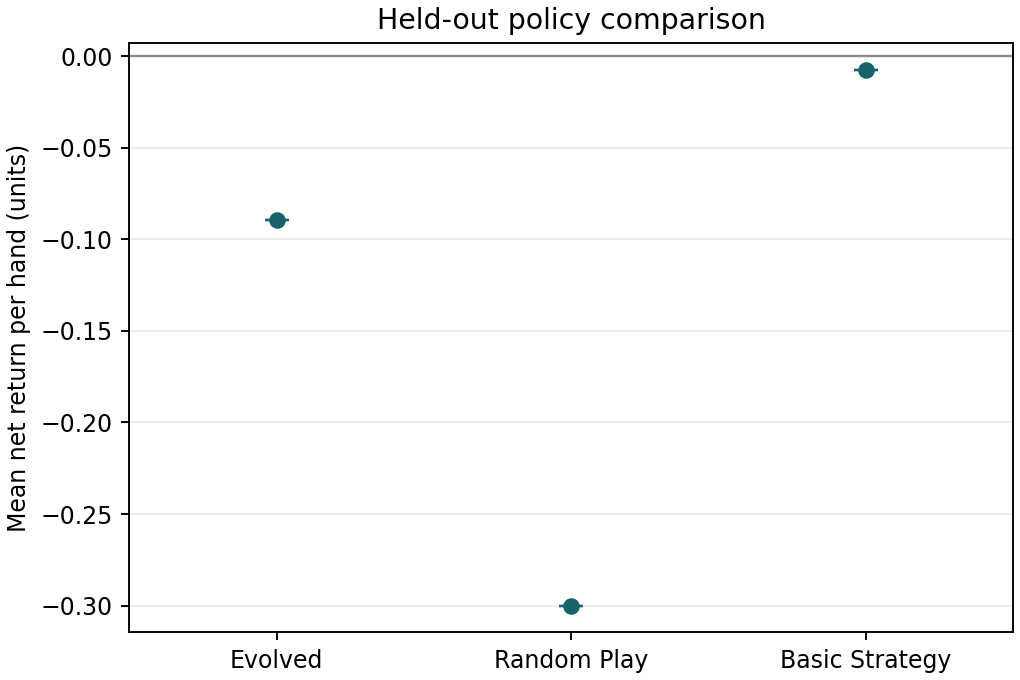 Held-out policy comparison
Mean net return per hand (units)
0.00
−0.05
−0.10
−0.15
−0.20
−0.25
−0.30
Evolved
Random Play
Basic Strategy